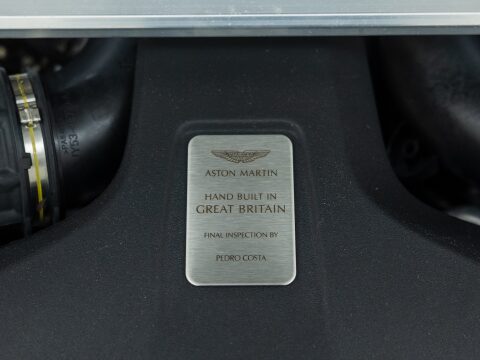 ASTON MARTIN
HAND BUILT IN
GREAT BRITAIN
FINAL INSPECTION BY
PEDRO COSTA